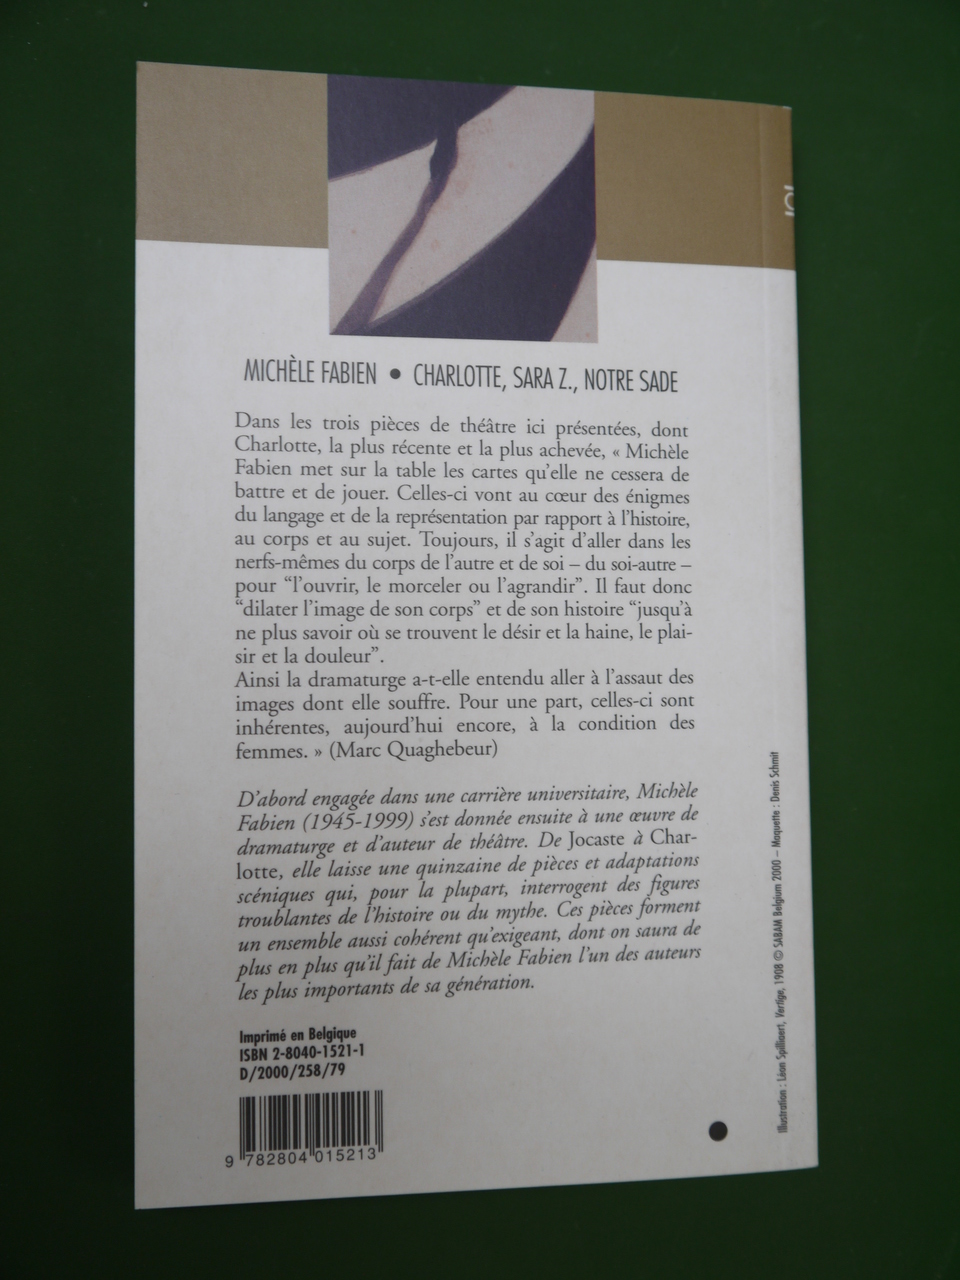 MICHÈLE FABIEN • CHARLOTTE, SARA Z., NOTRE SADE
Dans les trois pièces de théâtre ici présentées, dont
Charlotte, la plus récente et la plus achevée, « Michèle
Fabien met sur la table les cartes qu'elle ne cessera de
battre et de jouer. Celles-ci vont au cœur des énigmes
du langage et de la représentation par rapport à l'histoire,
au corps et au sujet. Toujours, il s'agit d'aller dans les
nerfs-mêmes du corps de l'autre et de soi – du soi-autre –
pour “l'ouvrir, le morceler ou l'agrandir”. Il faut donc
“dilater l'image de son corps” et de son histoire “jusqu'à
ne plus savoir où se trouvent le désir et la haine, le plai-
sir et la douleur”.
Ainsi la dramaturge a-t-elle entendu aller à l'assaut des
images dont elle souffre. Pour une part, celles-ci sont
inhérentes, aujourd'hui encore, à la condition des
femmes. » (Marc Quaghebeur)
D'abord engagée dans une carrière universitaire, Michèle
Fabien (1945-1999) s'est donnée ensuite à une œuvre de
dramaturge et d'auteur de théâtre. De Jocaste à Char-
lotte, elle laisse une quinzaine de pièces et adaptations
scéniques qui, pour la plupart, interrogent des figures
troublantes de l'histoire ou du mythe. Ces pièces forment
un ensemble aussi cohérent qu'exigeant, dont on saura de
plus en plus qu'il fait de Michèle Fabien l'un des auteurs
les plus importants de sa génération.
Imprimé en Belgique
ISBN 2-8040-1521-1
D/2000/258/79
9 782804 015213
Illustration : Léon Spilliaert, Vertige, 1908 © SABAM Belgium 2000 – Maquette : Denis Schmit